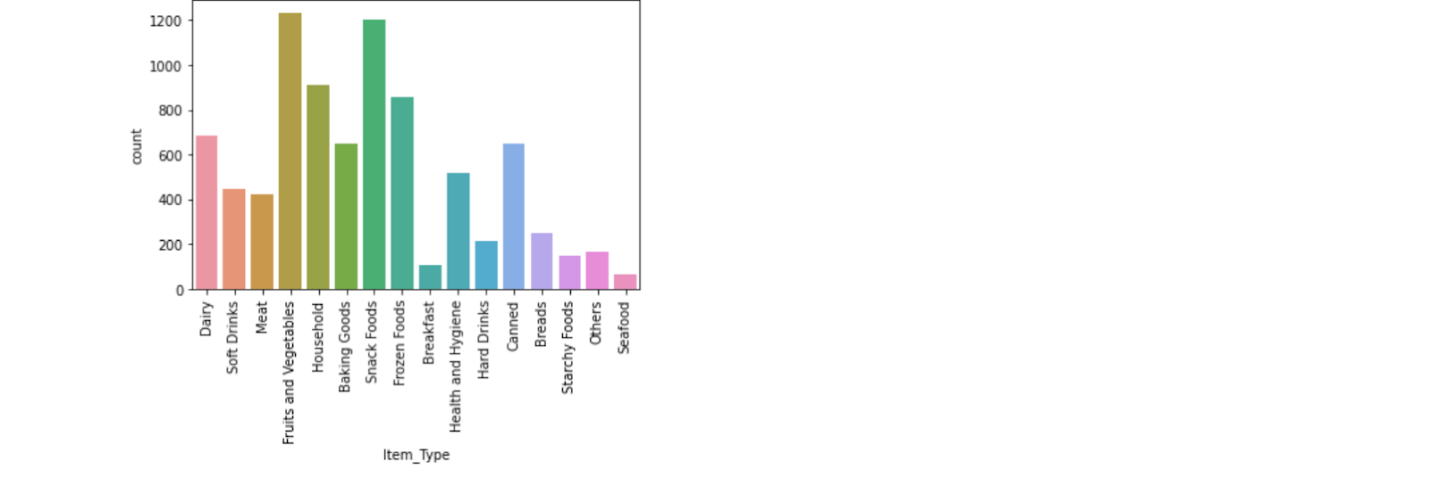 1200
1000
800
600
400
200
0
count
Dairy
Soft Drinks
Meat
Fruits and Vegetables
Household
Baking Goods
Snack Foods
Frozen Foods
Breakfast
Health and Hygiene
Hard Drinks
Canned
Breads
Starchy Foods
Others
Seafood
Item_Type